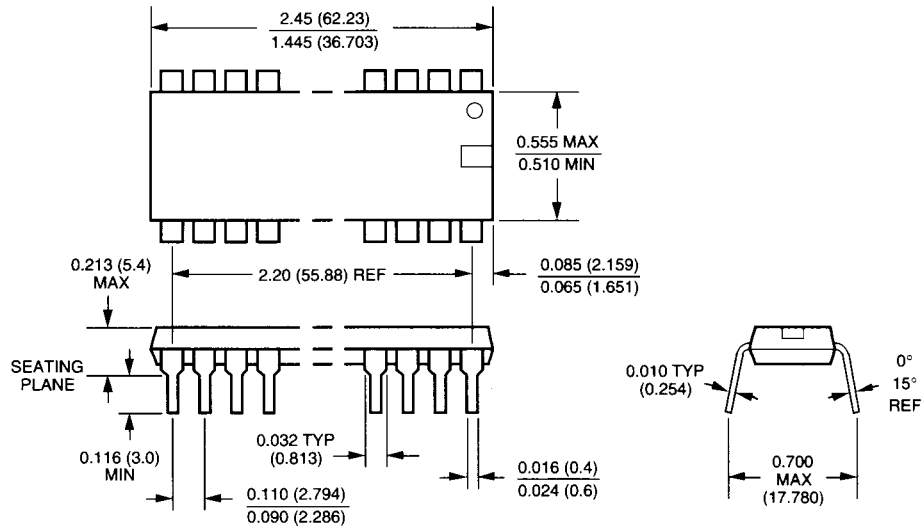 2.45 (62.23)
1.445 (36.703)
0.555 MAX
0.510 MIN
0.213 (5.4)
MAX
2.20 (55.88) REF
0.085 (2.159)
0.065 (1.651)
SEATING
PLANE
0.010 TYP
(0.254)
0°
15°
REF
0.116 (3.0)
MIN
0.032 TYP
(0.813)
0.016 (0.4)
0.024 (0.6)
0.700
MAX
(17.780)
0.110 (2.794)
0.090 (2.286)